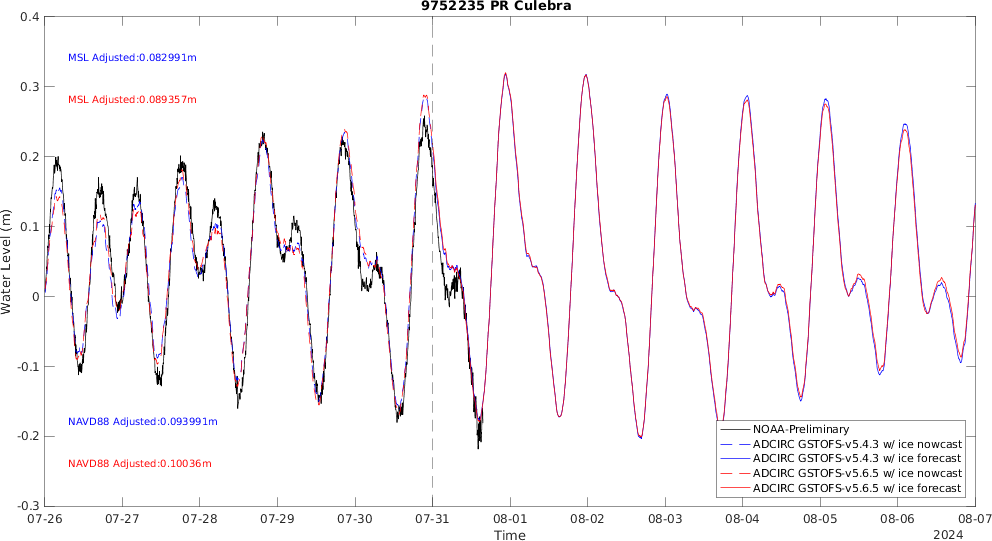 9752235 PR Culebra
0.4
0.3
0.2
0.1
0
-0.1
-0.2
-0.3
Water Level (m)
MSL Adjusted:0.082991m
MSL Adjusted:0.089357m
NAVD88 Adjusted:0.093991m
NAVD88 Adjusted:0.10036m
NOAA-Preliminary
ADCIRC GSTOFS-v5.4.3 w/ ice nowcast
ADCIRC GSTOFS-v5.4.3 w/ ice forecast
ADCIRC GSTOFS-v5.6.5 w/ ice nowcast
ADCIRC GSTOFS-v5.6.5 w/ ice forecast
07-26 07-27 07-28 07-29 07-30 07-31 08-01 08-02 08-03 08-04 08-05 08-06 08-07
Time
2024